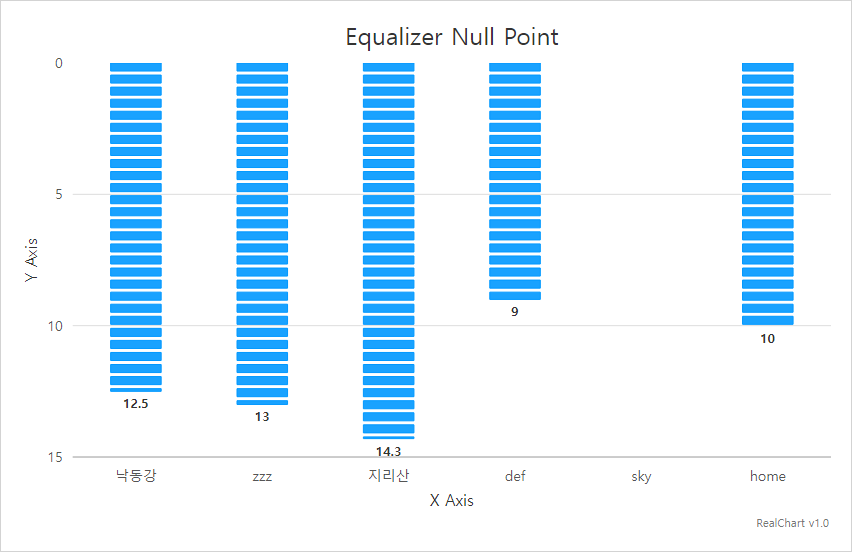 Equalizer Null Point
0
5
10
15
Y Axis
12.5
13
14.3
9
10
낙동강 zzz 지리산 def sky home
X Axis
RealChart v1.0